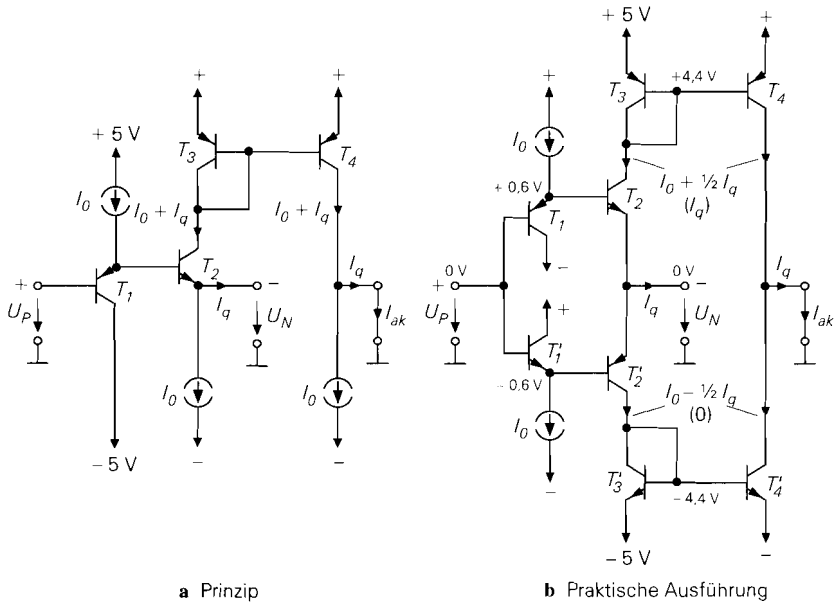 + 5 V
+ +
T3 T4
+ 5 V
I0
I0 + Iq
I0 + Iq
T2
+
T1
Iq
−
Iq
UP
UN
Iak
I0
I0
− 5 V
−
−
a Prinzip
+
+4,4 V
T3
T4
+
I0
+ 0,6 V
T2
I0 + ½ Iq
(Iq)
T1
−
0 V
+
0 V
−
Iq
Iq
UP
UN
Iak
+
T1'
− 0,6 V
T2'
I0 − ½ Iq
(0)
I0
−
T3'
− 4,4 V
T4'
− 5 V
−
b Praktische Ausführung